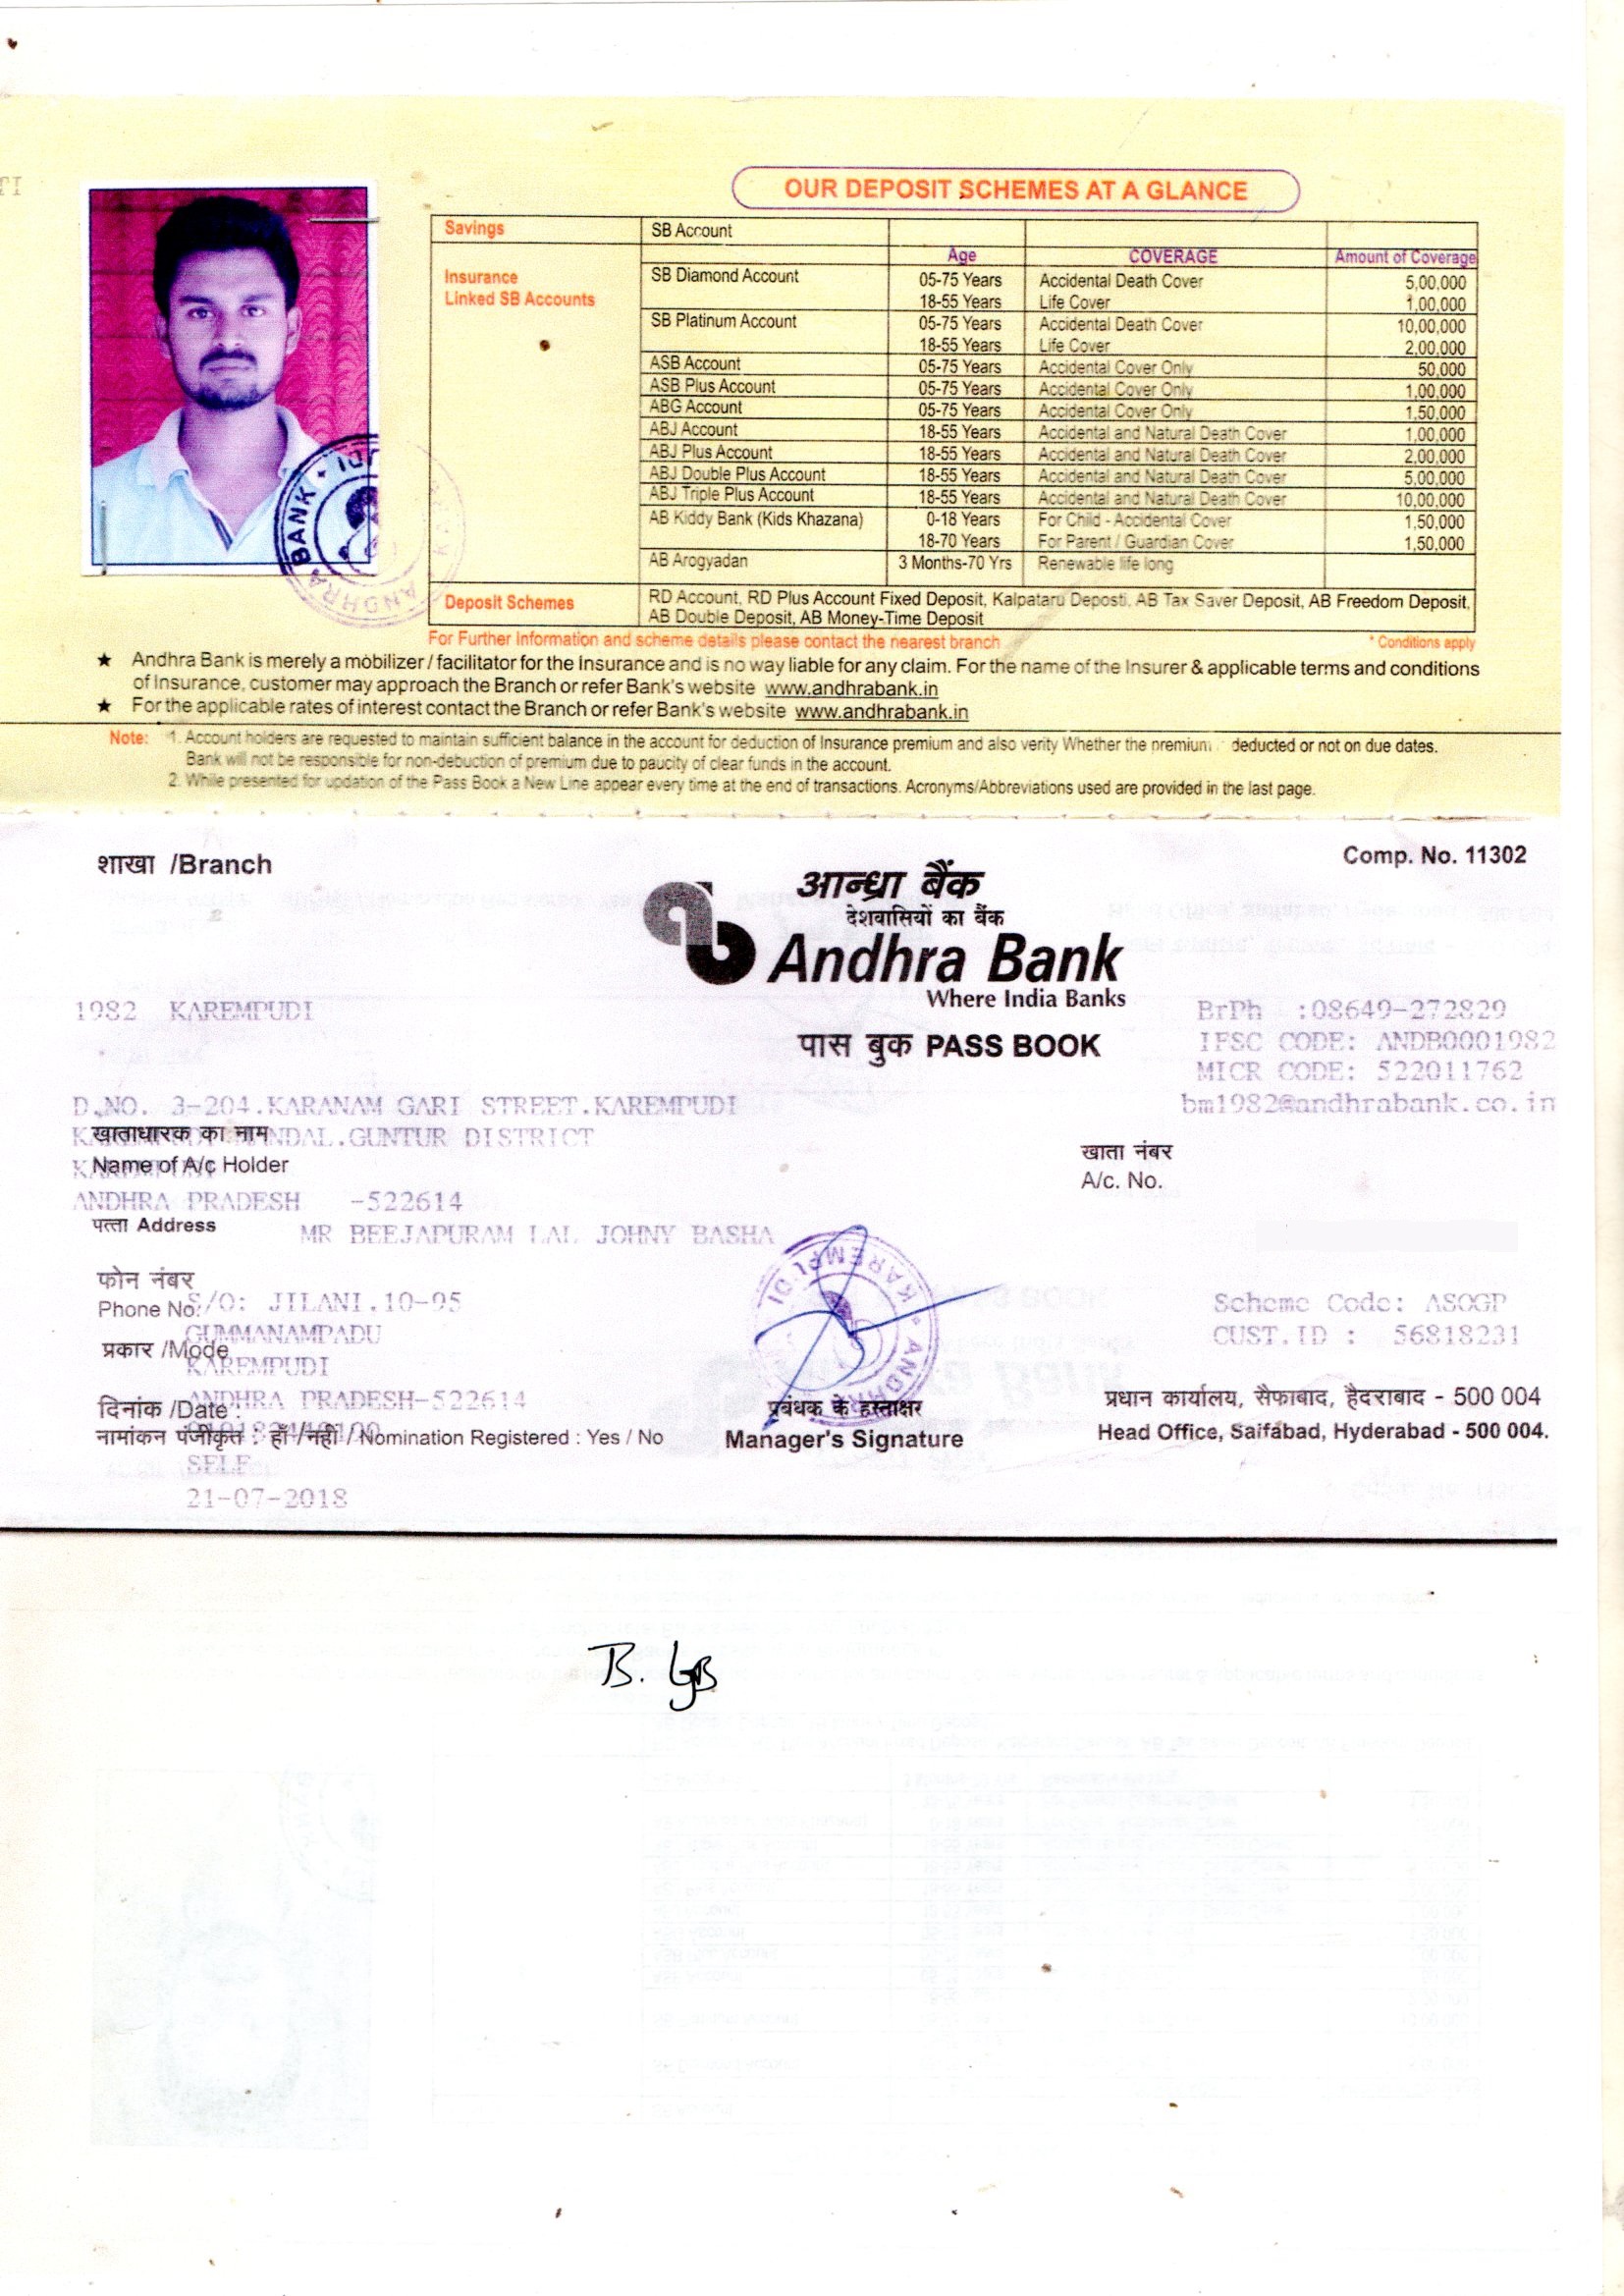 OUR DEPOSIT SCHEMES AT A GLANCE
Savings SB Account
Age COVERAGE Amount of Coverage
Insurance Linked SB Accounts
SB Diamond Account 05-75 Years Accidental Death Cover 5,00,000
18-55 Years Life Cover 1,00,000
SB Platinum Account 05-75 Years Accidental Death Cover 10,00,000
18-55 Years Life Cover 2,00,000
ASB Account 05-75 Years Accidental Cover Only 50,000
ASB Plus Account 05-75 Years Accidental Cover Only 1,00,000
ABG Account 05-75 Years Accidental Cover Only 1,50,000
ABJ Account 18-55 Years Accidental and Natural Death Cover 1,00,000
ABJ Plus Account 18-55 Years Accidental and Natural Death Cover 2,00,000
ABJ Double Plus Account 18-55 Years Accidental and Natural Death Cover 5,00,000
ABJ Triple Plus Account 18-55 Years Accidental and Natural Death Cover 10,00,000
AB Kiddy Bank (Kids Khazana) 0-18 Years For Child - Accidental Cover 1,50,000
18-70 Years For Parent / Guardian Cover 1,50,000
AB Arogyadan 3 Months-70 Yrs Renewable life long
Deposit Schemes RD Account, RD Plus Account Fixed Deposit, Kalpataru Deposti, AB Tax Saver Deposit, AB Freedom Deposit,
AB Double Deposit, AB Money-Time Deposit
For Further Information and scheme details please contact the nearest branch * Conditions apply
★ Andhra Bank is merely a mobilizer / facilitator for the Insurance and is no way liable for any claim. For the name of the Insurer & applicable terms and conditions
of Insurance, customer may approach the Branch or refer Bank's website www.andhrabank.in
★ For the applicable rates of interest contact the Branch or refer Bank's website www.andhrabank.in
Note: 1. Account holders are requested to maintain sufficient balance in the account for deduction of Insurance premium and also verity Whether the premium deducted or not on due dates.
Bank will not be responsible for non-debuction of premium due to paucity of clear funds in the account.
2. While presented for updation of the Pass Book a New Line appear every time at the end of transactions. Acronyms/Abbreviations used are provided in the last page.
शाखा /Branch
Comp. No. 11302
आन्ध्रा बैंक
देशवासियों का बैंक
Andhra Bank
Where India Banks
पास बुक PASS BOOK
1982 KAREMPUDI
BrPh :08649-272829
IFSC CODE: ANDB0001982
MICR CODE: 522011762
bm1982@andhrabank.co.in
D.NO. 3-204.KARANAM GARI STREET.KAREMPUDI
KAREMPUDI MANDAL.GUNTUR DISTRICT
खाताधारक का नाम
Name of A/c Holder
KAREMPUDI
ANDHRA PRADESH -522614
खाता नंबर
A/c. No.
पत्ता Address
MR BEEJAPURAM LAL JOHNY BASHA
फोन नंबर
Phone No:
S/O: JILANI.10-95
GUMMANAMPADU
प्रकार /Mode
KAREMPUDI
ANDHRA PRADESH-522614
Scheme Code: ASOGP
CUST.ID : 56818231
दिनांक /Date :
नामांकन पंजीकृत : हाँ /नहीं / Nomination Registered : Yes / No
SELF
21-07-2018
KAREMPUDI
ANDHRA BANK
प्रबंधक के हस्ताक्षर
Manager's Signature
प्रधान कार्यालय, सैफाबाद, हैदराबाद - 500 004
Head Office, Saifabad, Hyderabad - 500 004.